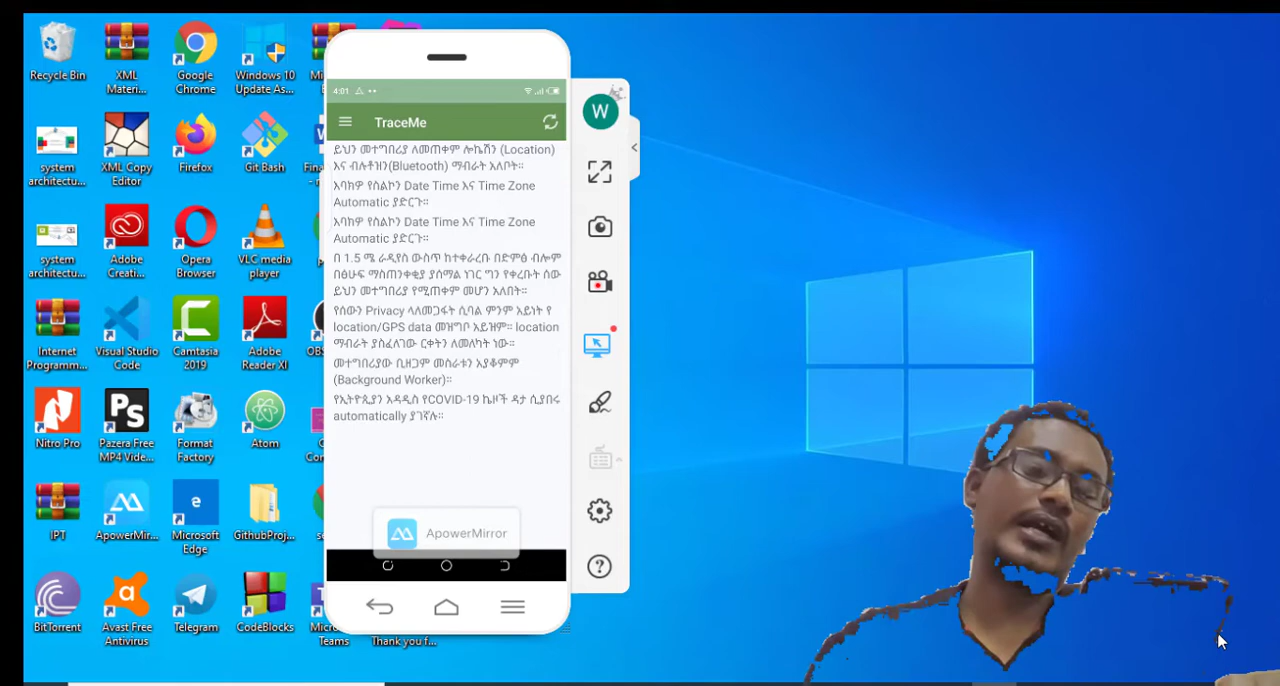 Recycle Bin
XML
Materi...
Google
Chrome
Windows 10
Update As...
system
architectu...
XML Copy
Editor
Firefox
Git Bash
system
architectu...
Adobe
Creati...
Opera
Browser
VLC media
player
Internet
Programm...
Visual Studio
Code
Camtasia
2019
Adobe
Reader XI
Nitro Pro
Pazera Free
MP4 Vide...
Format
Factory
Atom
IPT
ApowerMir...
Microsoft
Edge
GithubProj...
BitTorrent
Avast Free
Antivirus
Telegram
CodeBlocks
Teams
Thank you f...
4:01
TraceMe
ይህን መተግበሪያ ለመጠቀም ሎኬሽን (Location)
እና ብሉቶዝን(Bluetooth) ማብራት አለቦት።
እባክዎ የስልኮን Date Time እና Time Zone
Automatic ያድርጉ።
እባክዎ የስልኮን Date Time እና Time Zone
Automatic ያድርጉ።
በ 1.5 ሜ ራዲየስ ውስጥ ከተቀራረቡ በድምፅ ብሎም
በፅሁፍ ማስጠንቀቂያ ያሰማል ነገር ግን የቀረቡት ሰው
ይህን መተግበሪያ የሚጠቀም መሆን አለበት።
የሰውን Privacy ላለመጋፋት ሲባል ምንም አይነት የ
location/GPS data መዝግቦ አይዝም። location
ማብራት ያስፈለገው ርቀትን ለመለካት ነው።
መተግበሪያው ቢዘጋም መስራቱን አያቆምም
(Background Worker)።
የኢትዮጲያን አዳዲስ የCOVID-19 ኬዞች ዳታ ሲያበሩ
automatically ያገኛሉ።
ApowerMirror
W